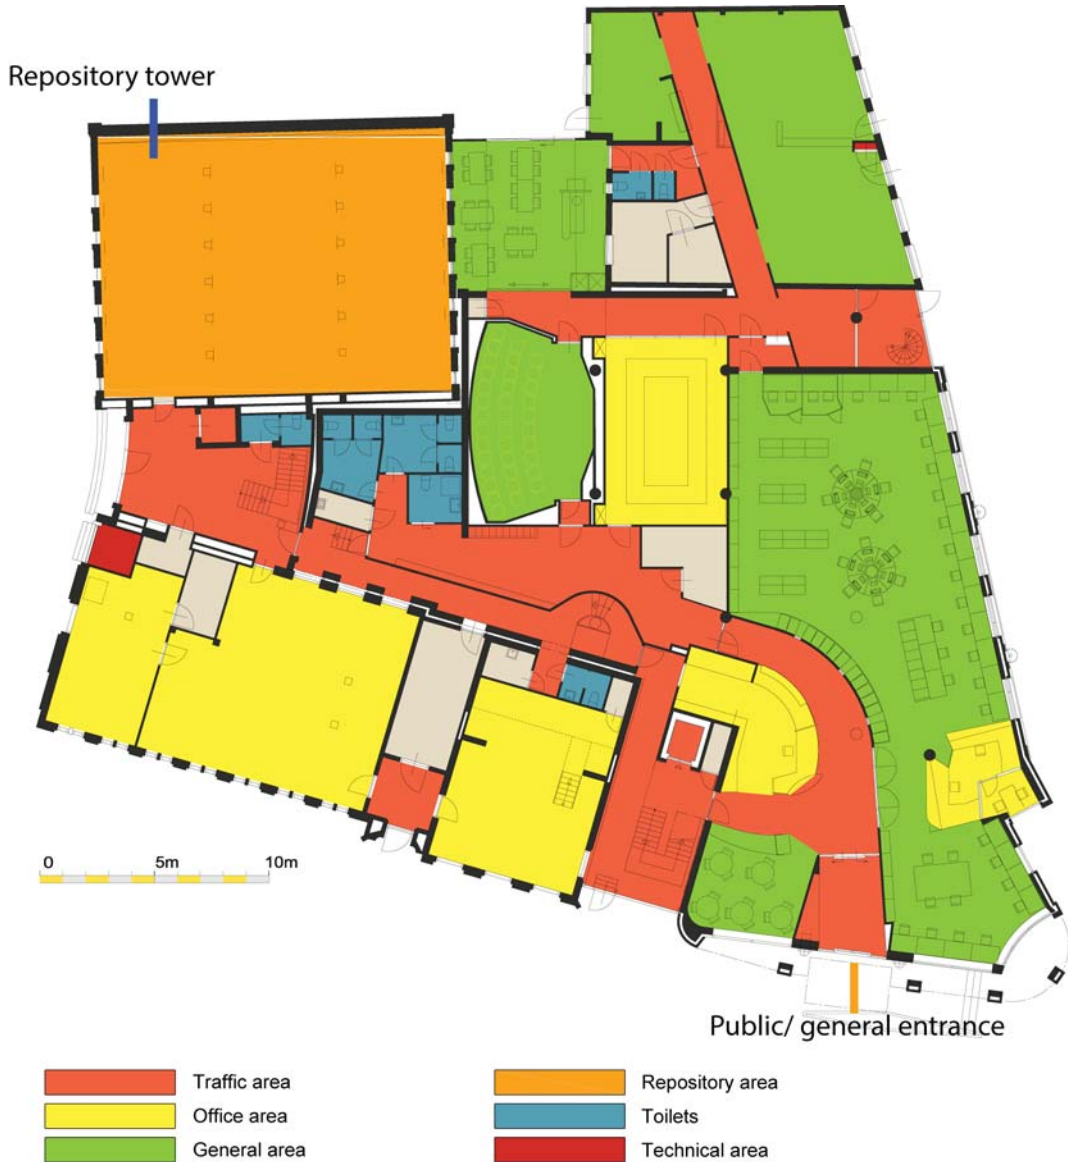 Repository tower
0 5m 10m
Public/ general entrance
Traffic area
Office area
General area
Repository area
Toilets
Technical area